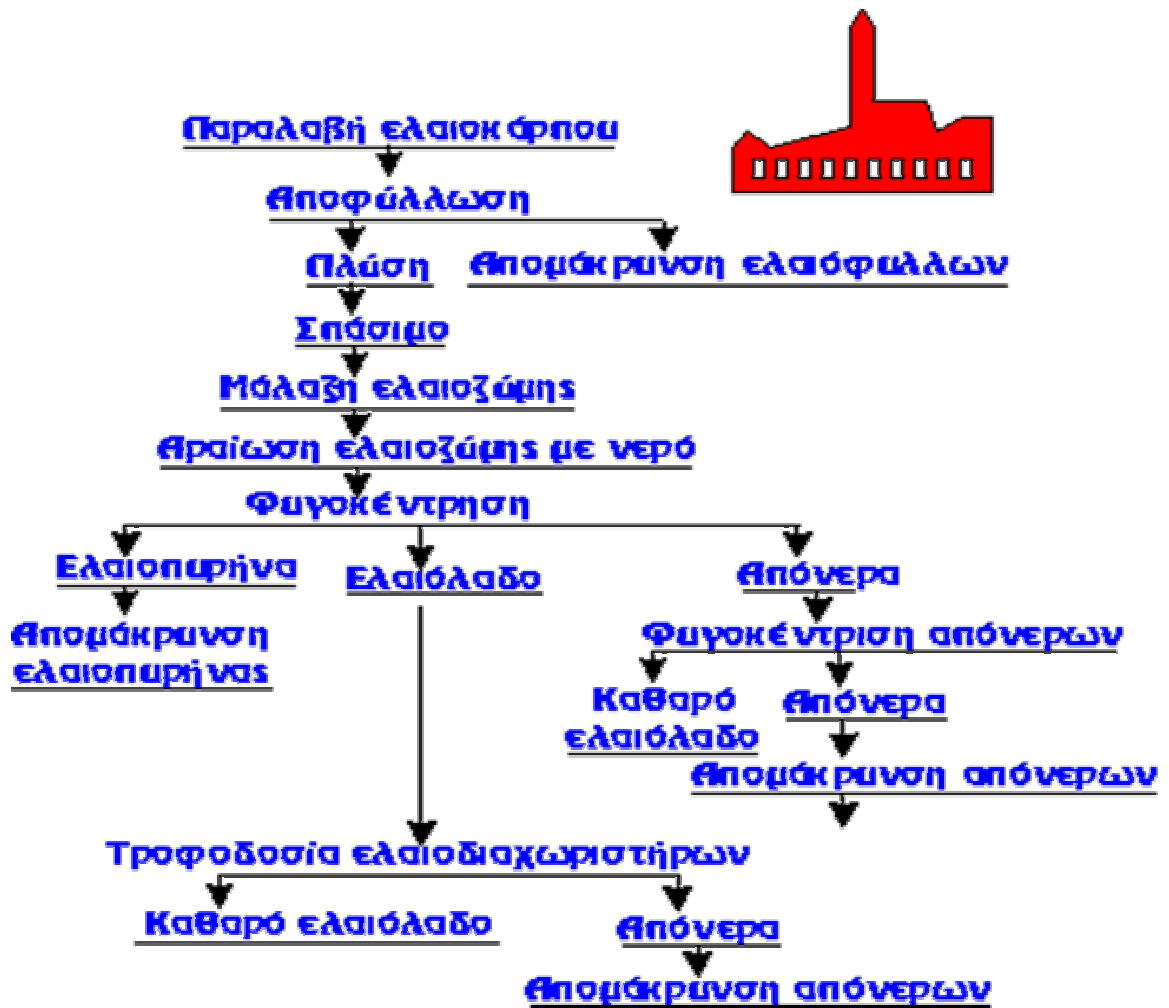 Παραλαβή ελαιοκάρπου
Αποφύλλωση
Πλύση
Απομάκρυνση ελαιόφυλλων
Σπάσιμο
Μάλαξη ελαιοζύμης
Αραίωση ελαιοζύμης με νερό
Φυγοκέντρηση
Ελαιοπυρήνα
Ελαιόλαδο
Απόνερα
Απομάκρυνση
ελαιοπυρήνας
Φυγοκέντριση απόνερων
Καθαρό
ελαιόλαδο
Απόνερα
Απομάκρυνση απόνερων
Τροφοδοσία ελαιοδιαχωριστήρων
Καθαρό ελαιόλαδο
Απόνερα
Απομάκρυνση απόνερων